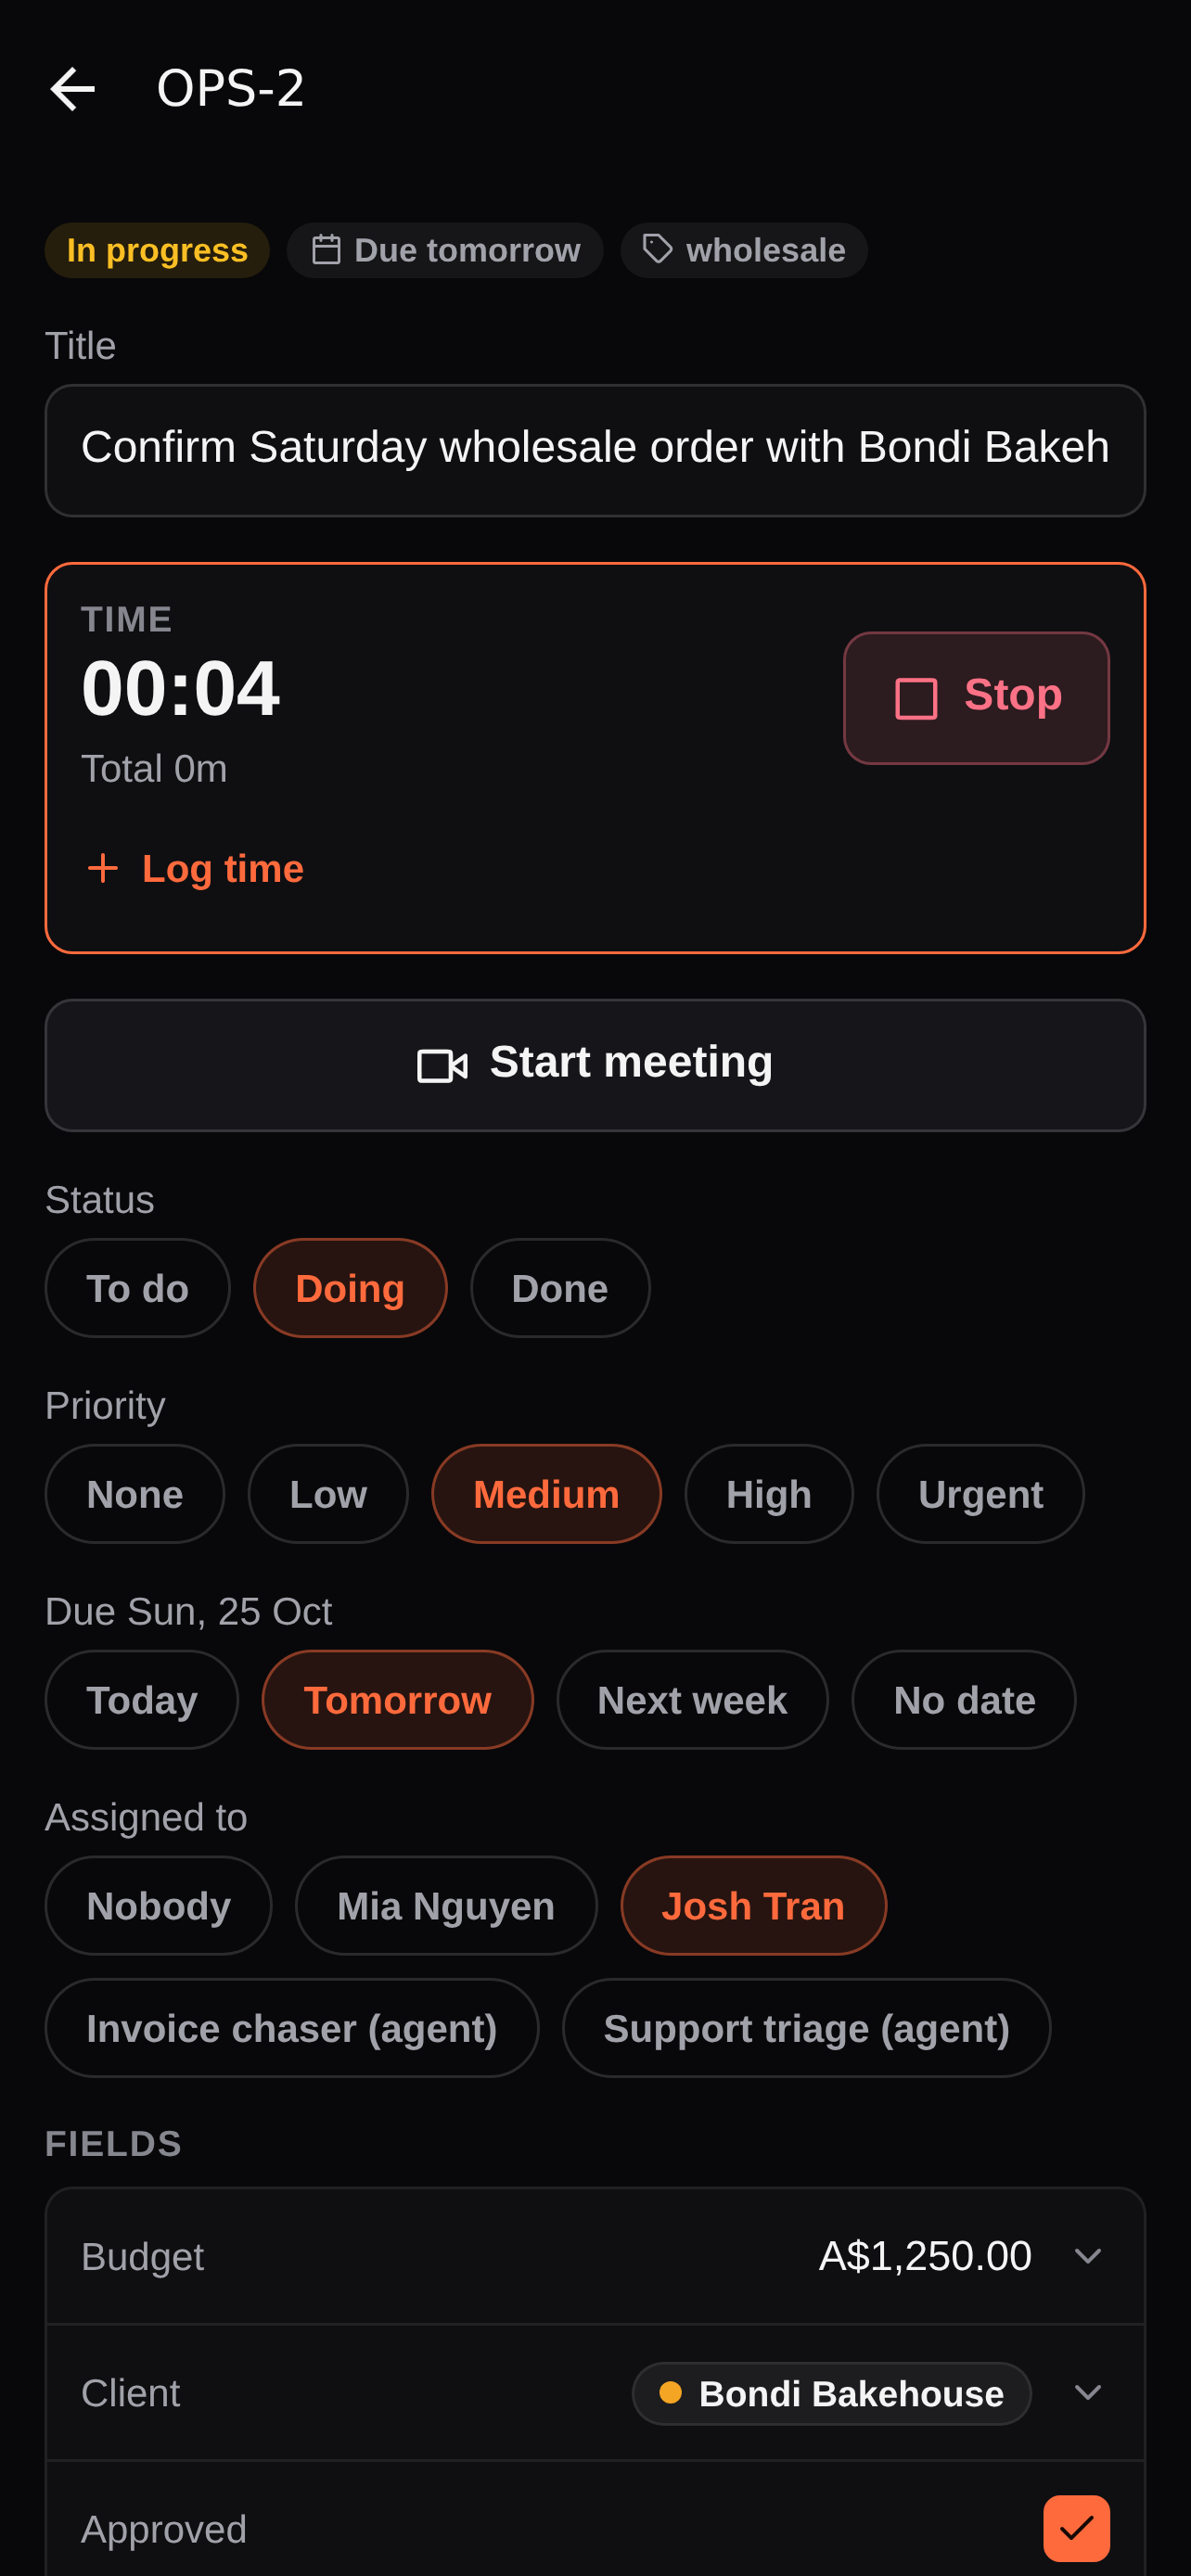 OPS-2
In progress Due tomorrow wholesale
Title
Confirm Saturday wholesale order with Bondi Bakeh
TIME
00:04
Total 0m
Stop
Log time
Start meeting
Status
To do Doing Done
Priority
None Low Medium High Urgent
Due Sun, 25 Oct
Today Tomorrow Next week No date
Assigned to
Nobody Mia Nguyen Josh Tran
Invoice chaser (agent) Support triage (agent)
FIELDS
Budget A$1,250.00
Client Bondi Bakehouse
Approved